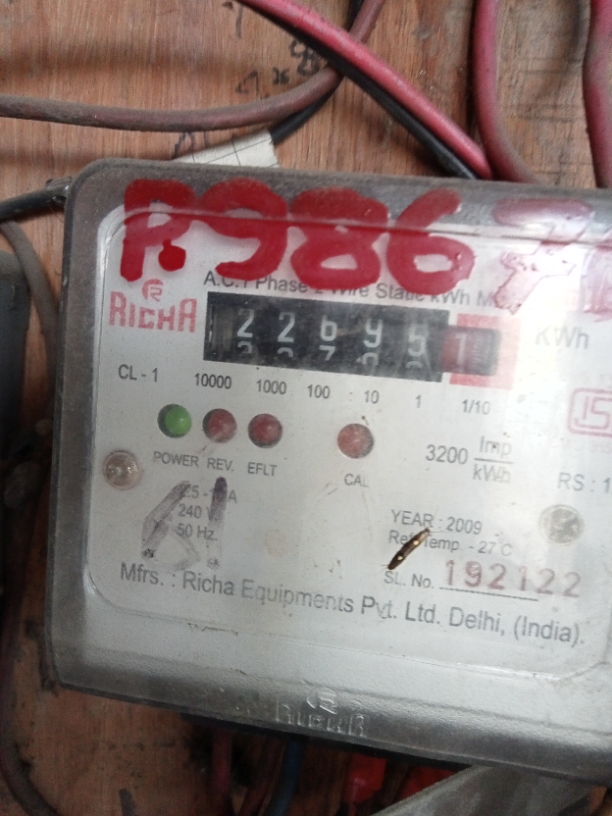 P.986
A.C.1 Phase 2 Wire Static kWh
RICHA
22695 1
KWh
CL-1
10000 1000 100 10 1 1/10
POWER REV. EFLT CAL
3200 Imp/kWh
RS : 1
240 V
50 Hz.
YEAR : 2009
Ref. Temp. - 27°C
SL. No. 192122
Mfrs. : Richa Equipments Pvt. Ltd. Delhi, (India).
RICHA